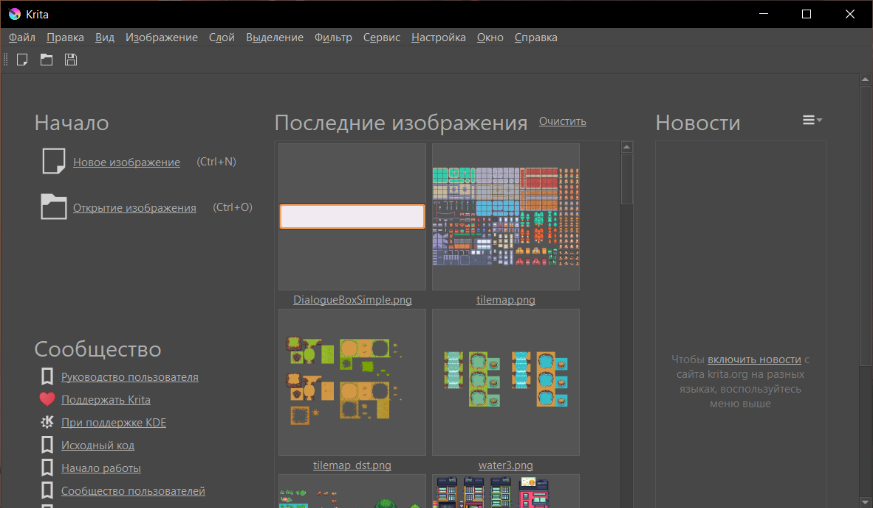 Krita
Файл Правка Вид Изображение Слой Выделение Фильтр Сервис Настройка Окно Справка
Начало
Новое изображение (Ctrl+N)
Открытие изображения (Ctrl+O)
Сообщество
Руководство пользователя
Поддержать Krita
При поддержке KDE
Исходный код
Начало работы
Сообщество пользователей
Последние изображения Очистить
DialogueBoxSimple.png
tilemap.png
tilemap_dst.png
water3.png
Новости
Чтобы включить новости с
сайта krita.org на разных
языках, воспользуйтесь
меню выше